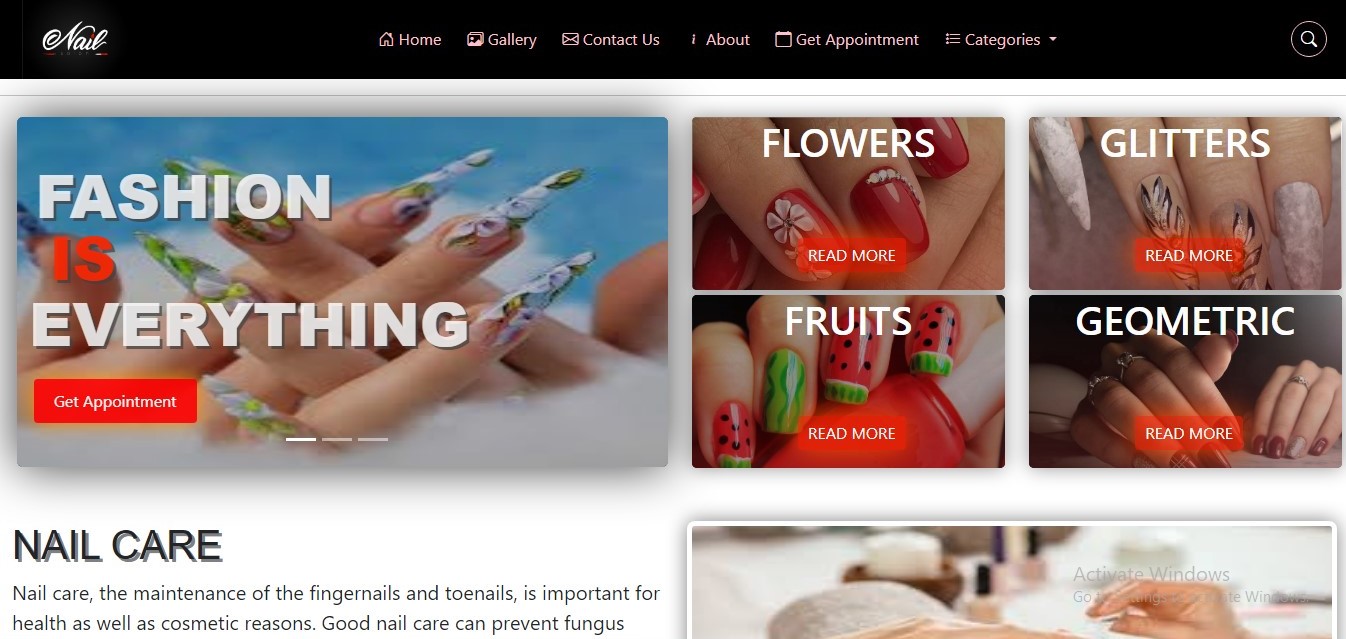 Nail
Home
Gallery
Contact Us
About
Get Appointment
Categories
FASHION
IS
EVERYTHING
Get Appointment
FLOWERS
READ MORE
GLITTERS
READ MORE
FRUITS
READ MORE
GEOMETRIC
READ MORE
NAIL CARE
Nail care, the maintenance of the fingernails and toenails, is important for
health as well as cosmetic reasons. Good nail care can prevent fungus
Activate Windows
Go to Settings to activate Windows.